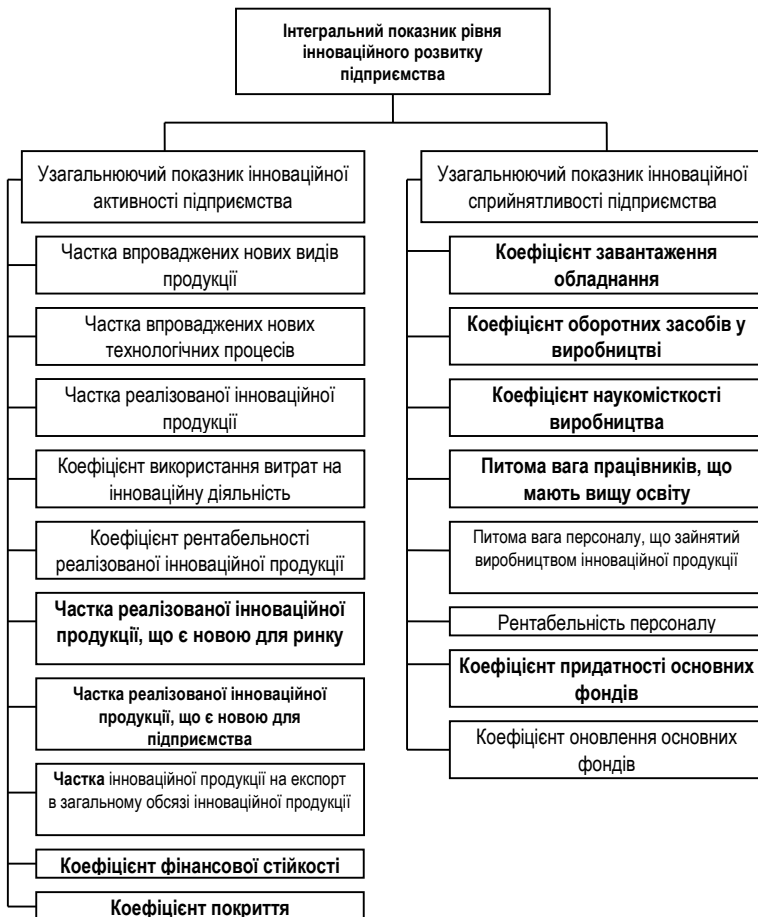 Інтегральний показник рівня
інноваційного розвитку
підприємства
Узагальнюючий показник інноваційної
активності підприємства
Частка впроваджених нових видів
продукції
Частка впроваджених нових
технологічних процесів
Частка реалізованої інноваційної
продукції
Коефіцієнт використання витрат на
інноваційну діяльність
Коефіцієнт рентабельності
реалізованої інноваційної продукції
Частка реалізованої інноваційної
продукції, що є новою для ринку
Частка реалізованої інноваційної
продукції, що є новою для
підприємства
Частка інноваційної продукції на експорт
в загальному обсязі інноваційної продукції
Коефіцієнт фінансової стійкості
Коефіцієнт покриття
Узагальнюючий показник інноваційної
сприйнятливості підприємства
Коефіцієнт завантаження
обладнання
Коефіцієнт оборотних засобів у
виробництві
Коефіцієнт наукомісткості
виробництва
Питома вага працівників, що
мають вищу освіту
Питома вага персоналу, що зайнятий
виробництвом інноваційної продукції
Рентабельність персоналу
Коефіцієнт придатності основних
фондів
Коефіцієнт оновлення основних
фондів